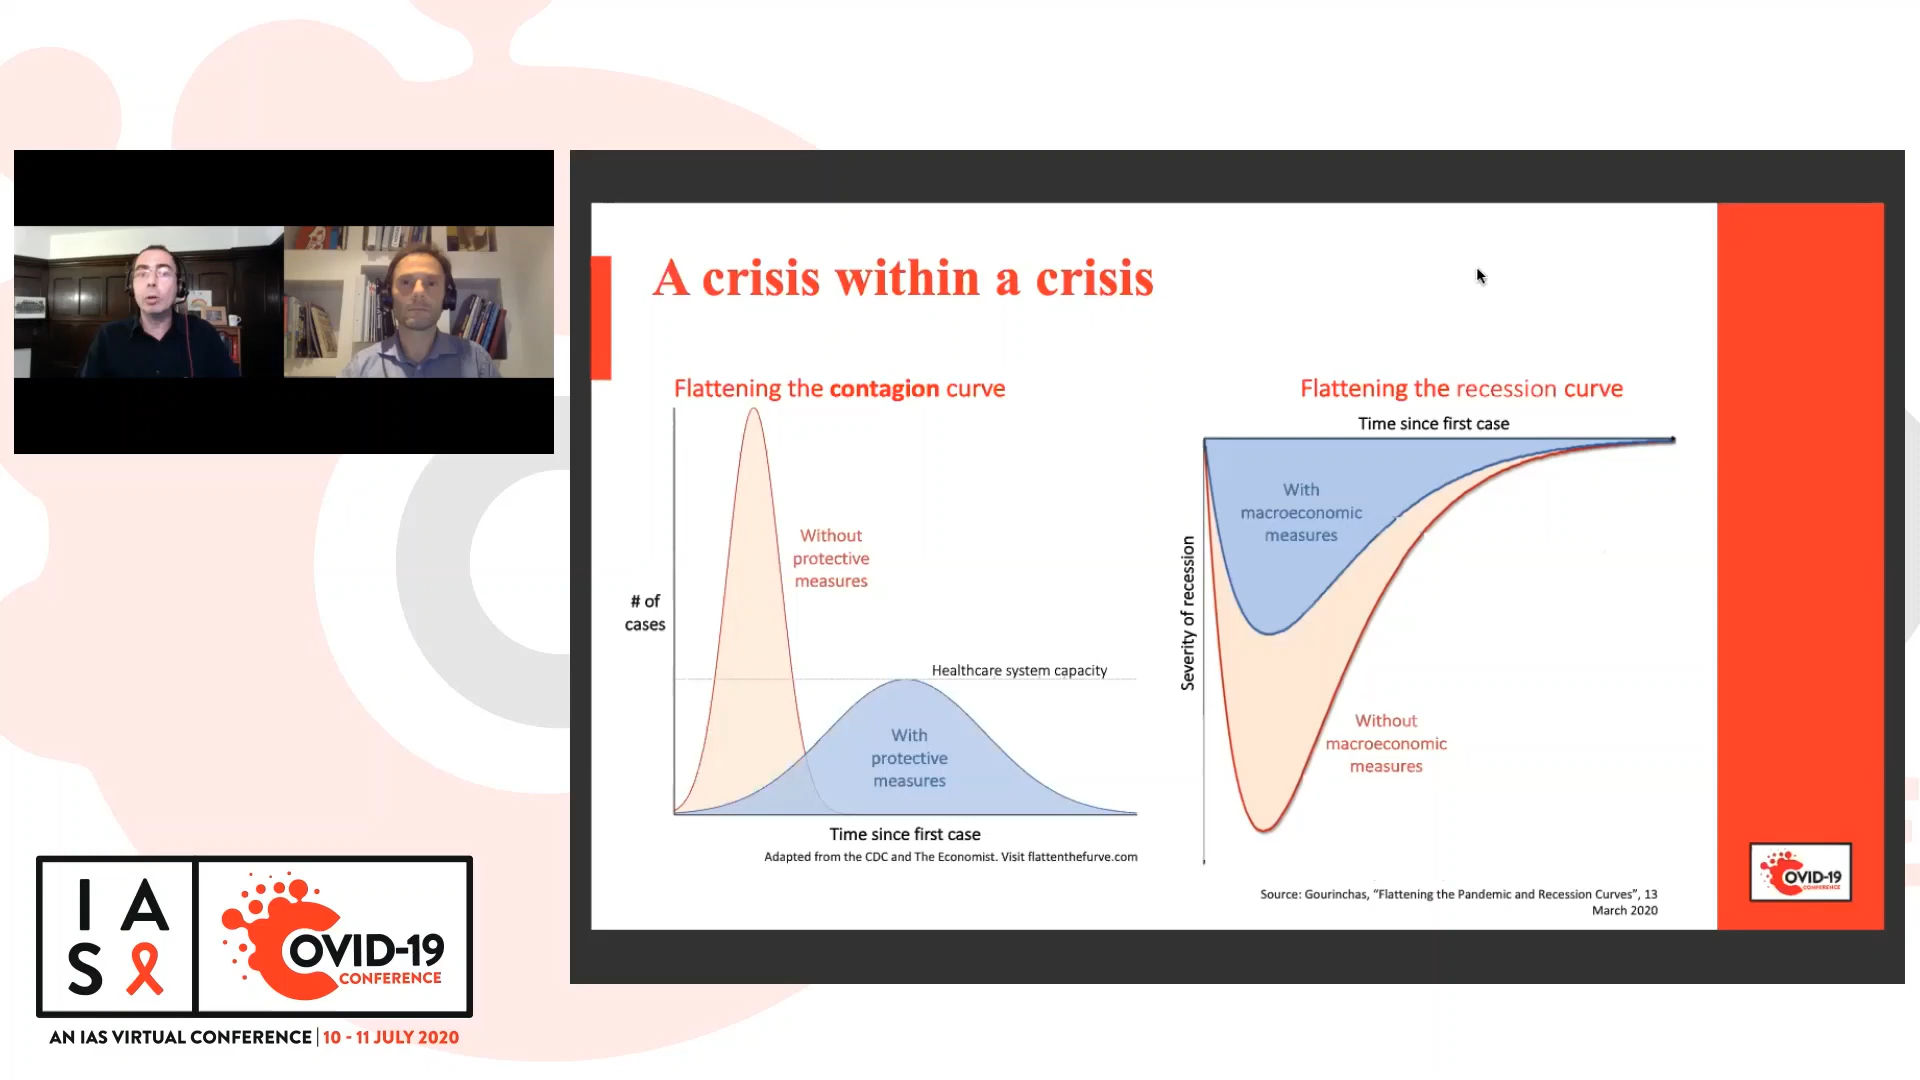 A crisis within a crisis
Flattening the contagion curve
Without
protective
measures
# of
cases
Healthcare system capacity
With
protective
measures
Time since first case
Adapted from the CDC and The Economist. Visit flattenthefurve.com
Flattening the recession curve
Time since first case
With
macroeconomic
measures
Severity of recession
Without
macroeconomic
measures
Source: Gourinchas, “Flattening the Pandemic and Recession Curves”, 13
March 2020
OVID-19
CONFERENCE
I A
S
COVID-19
CONFERENCE
AN IAS VIRTUAL CONFERENCE | 10 - 11 JULY 2020